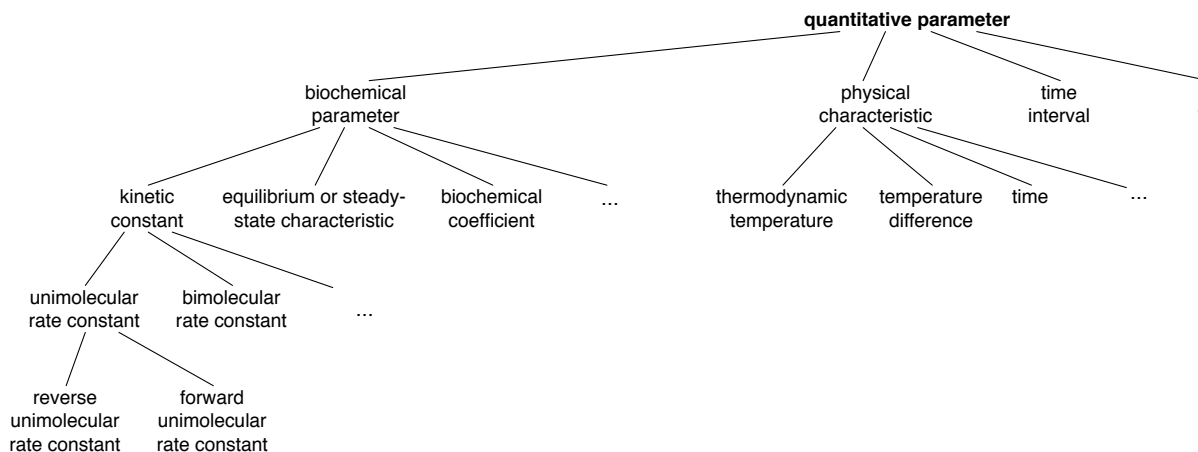 quantitative parameter
biochemical
parameter
physical
characteristic
time
interval
kinetic
constant
equilibrium or steady-
state characteristic
biochemical
coefficient
...
thermodynamic
temperature
temperature
difference
time
...
unimolecular
rate constant
bimolecular
rate constant
...
reverse
unimolecular
rate constant
forward
unimolecular
rate constant